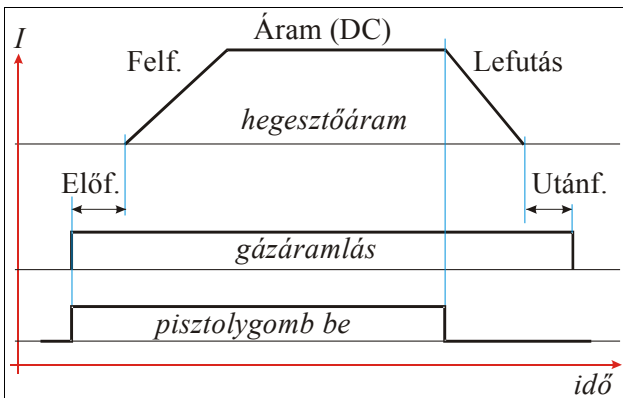 Áram (DC)
I
Felf.
Lefutás
hegesztőáram
Előf.
Utánf.
gázáramlás
pisztolygomb be
idő